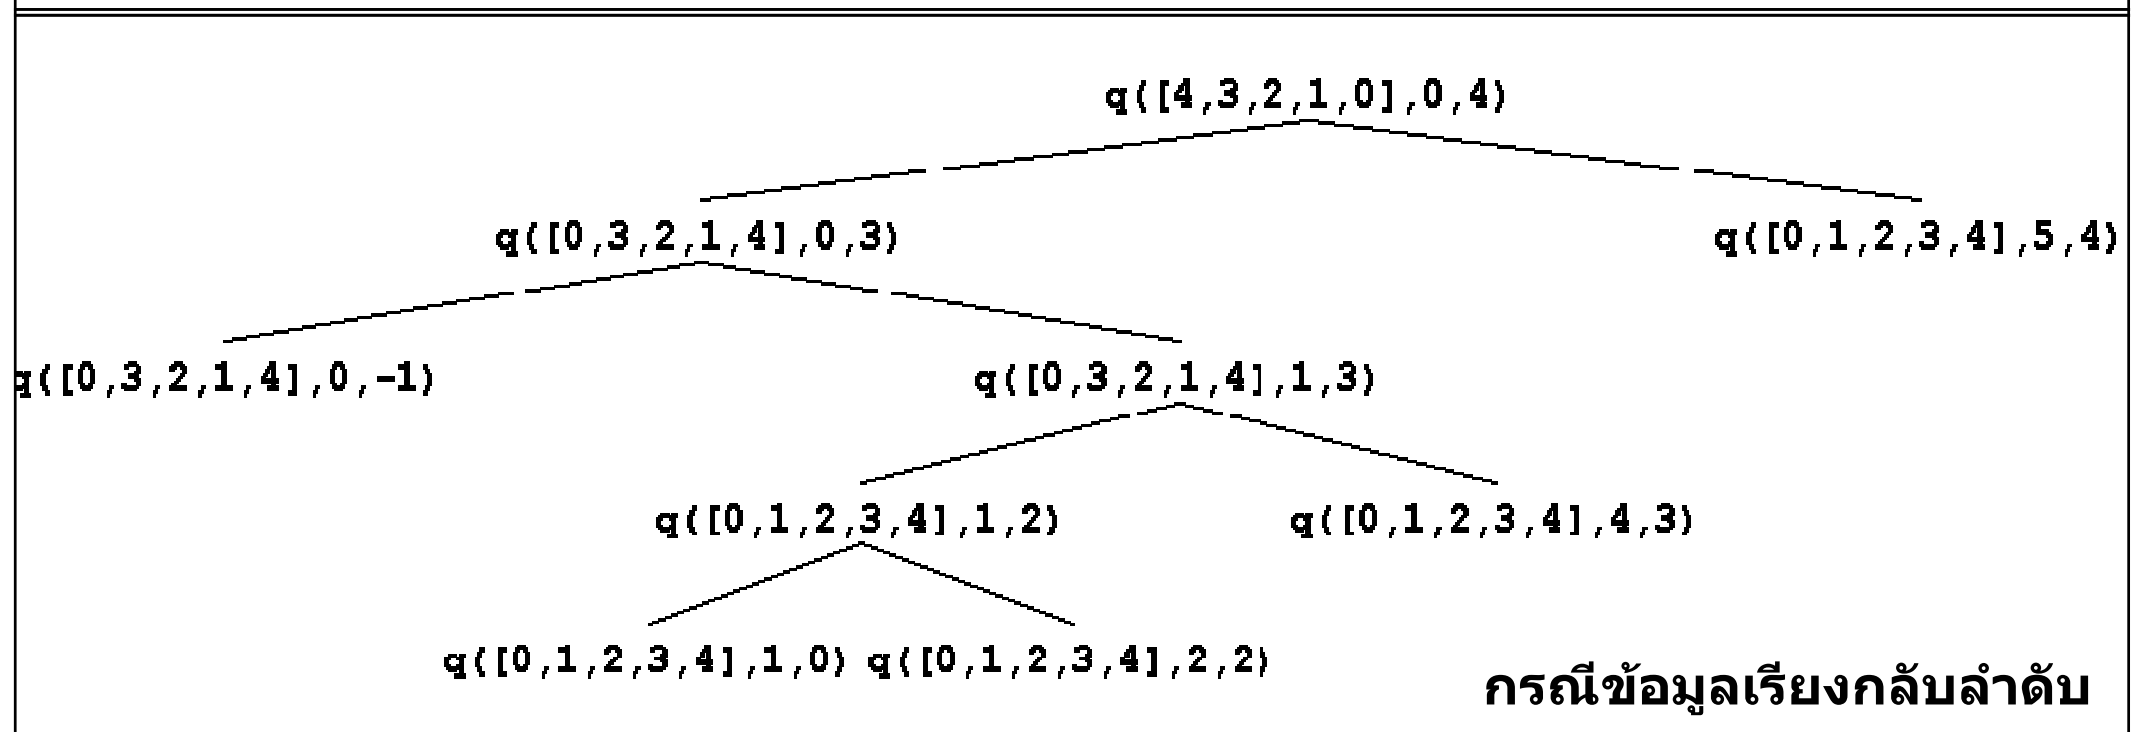 q([4,3,2,1,0],0,4)
q([0,3,2,1,4],0,3) q([0,1,2,3,4],5,4)
q([0,3,2,1,4],0,-1) q([0,3,2,1,4],1,3)
q([0,1,2,3,4],1,2) q([0,1,2,3,4],4,3)
q([0,1,2,3,4],1,0) q([0,1,2,3,4],2,2)
กรณีข้อมูลเรียงกลับลำดับ